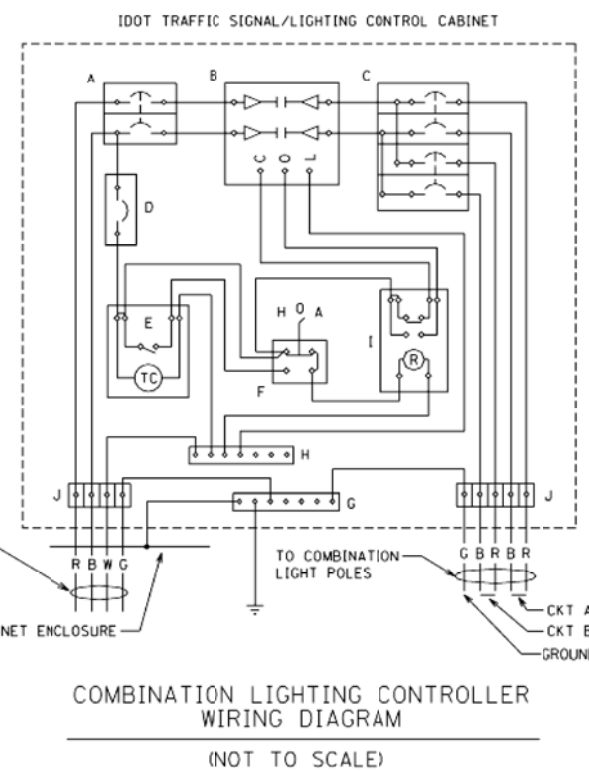 IDOT TRAFFIC SIGNAL/LIGHTING CONTROL CABINET
A
B
C
C O L
D
E
H O A
I
TC
R
F
H
J
G
J
R B W G
TO COMBINATION
LIGHT POLES
G B R B R
NET ENCLOSURE
CKT A
CKT B
GROUN
COMBINATION LIGHTING CONTROLLER
WIRING DIAGRAM
(NOT TO SCALE)